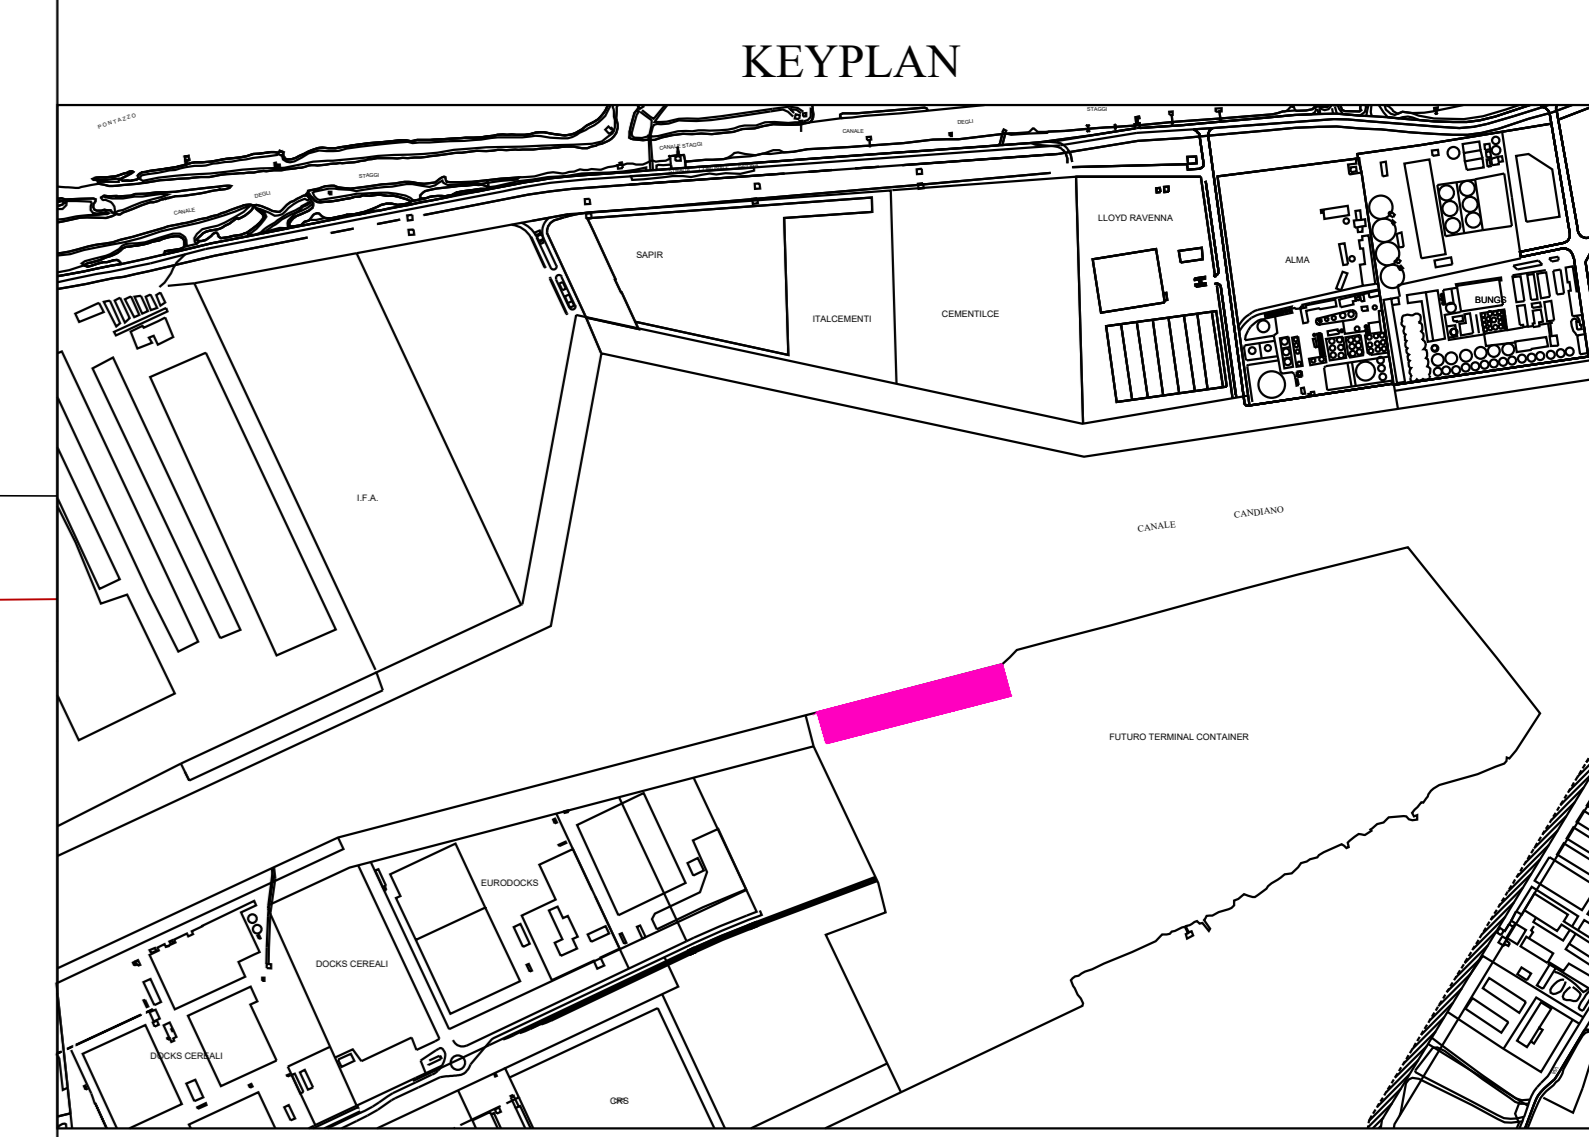 KEYPLAN
PONTAZZO
STAGGI
CANALE
DEGLI
CANALE STAGGI
CANALE
DEGLI
STAGGI
LLOYD RAVENNA
SAPIR
ALMA
BUNGE
ITALCEMENTI
CEMENTILCE
I.F.A.
CANALE CANDIANO
FUTURO TERMINAL CONTAINER
EURODOCKS
DOCKS CEREALI
DOCKS CEREALI
CRS